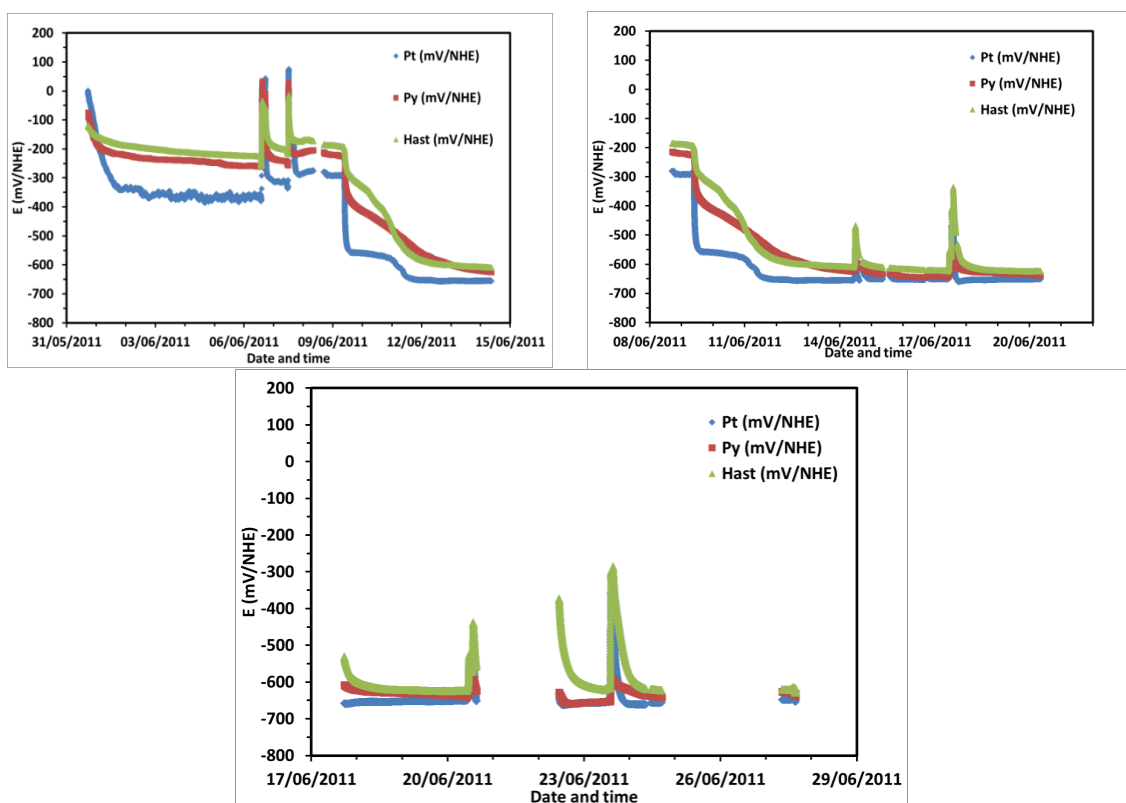 200
100
0
-100
-200
-300
-400
-500
-600
-700
-800
E (mV/NHE)
Pt (mV/NHE)
Py (mV/NHE)
Hast (mV/NHE)
31/05/2011 03/06/2011 06/06/2011 09/06/2011 12/06/2011 15/06/2011
Date and time
200
100
0
-100
-200
-300
-400
-500
-600
-700
-800
E (mV/NHE)
Pt (mV/NHE)
Py (mV/NHE)
Hast (mV/NHE)
08/06/2011 11/06/2011 14/06/2011 17/06/2011 20/06/2011
Date and time
200
100
0
-100
-200
-300
-400
-500
-600
-700
-800
E (mV/NHE)
Pt (mV/NHE)
Py (mV/NHE)
Hast (mV/NHE)
17/06/2011 20/06/2011 23/06/2011 26/06/2011 29/06/2011
Date and time